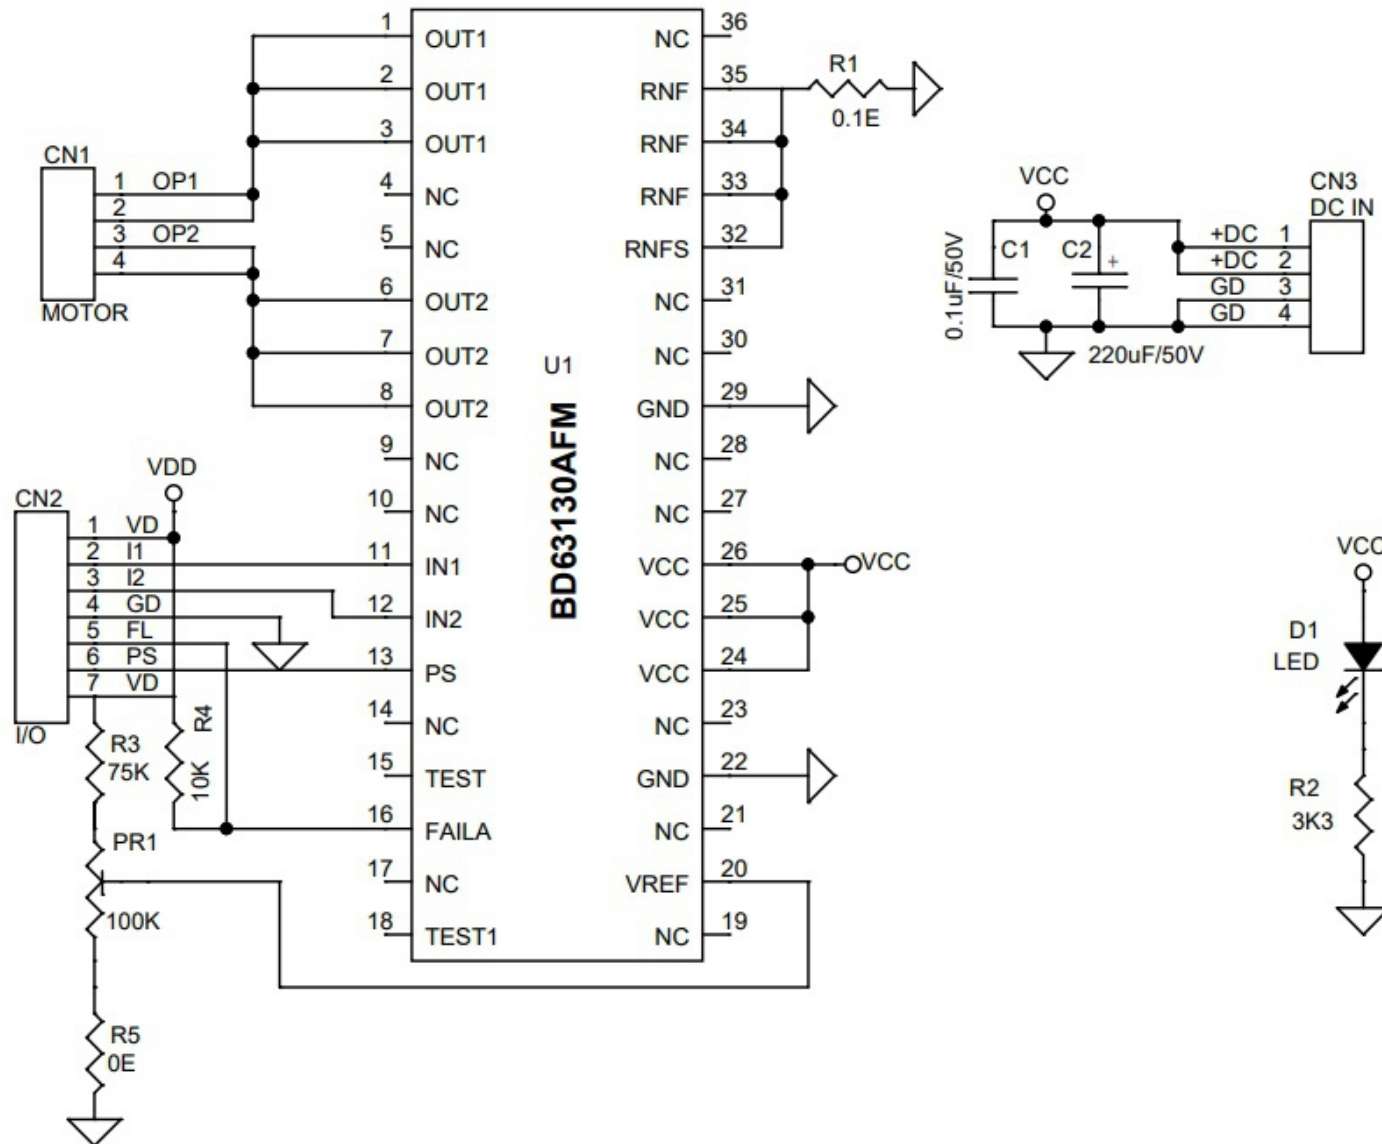 1 OUT1
2 OUT1
3 OUT1
4 NC
5 NC
6 OUT2
7 OUT2
8 OUT2
9 NC
10 NC
11 IN1
12 IN2
13 PS
14 NC
15 TEST
16 FAILA
17 NC
18 TEST1
U1
BD63130AFM
NC 36
RNF 35
RNF 34
RNF 33
RNFS 32
NC 31
NC 30
GND 29
NC 28
NC 27
VCC 26
VCC 25
VCC 24
NC 23
GND 22
NC 21
VREF 20
NC 19
CN1
1 OP1
2
3 OP2
4
MOTOR
VDD
CN2
1 VD
2 I1
3 I2
4 GD
5 FL
6 PS
7 VD
I/O
R3
75K
R4
10K
PR1
100K
R5
0E
R1
0.1E
VCC
VCC
C1
0.1uF/50V
C2
+
220uF/50V
CN3
DC IN
+DC 1
+DC 2
GD 3
GD 4
VCC
D1
LED
R2
3K3